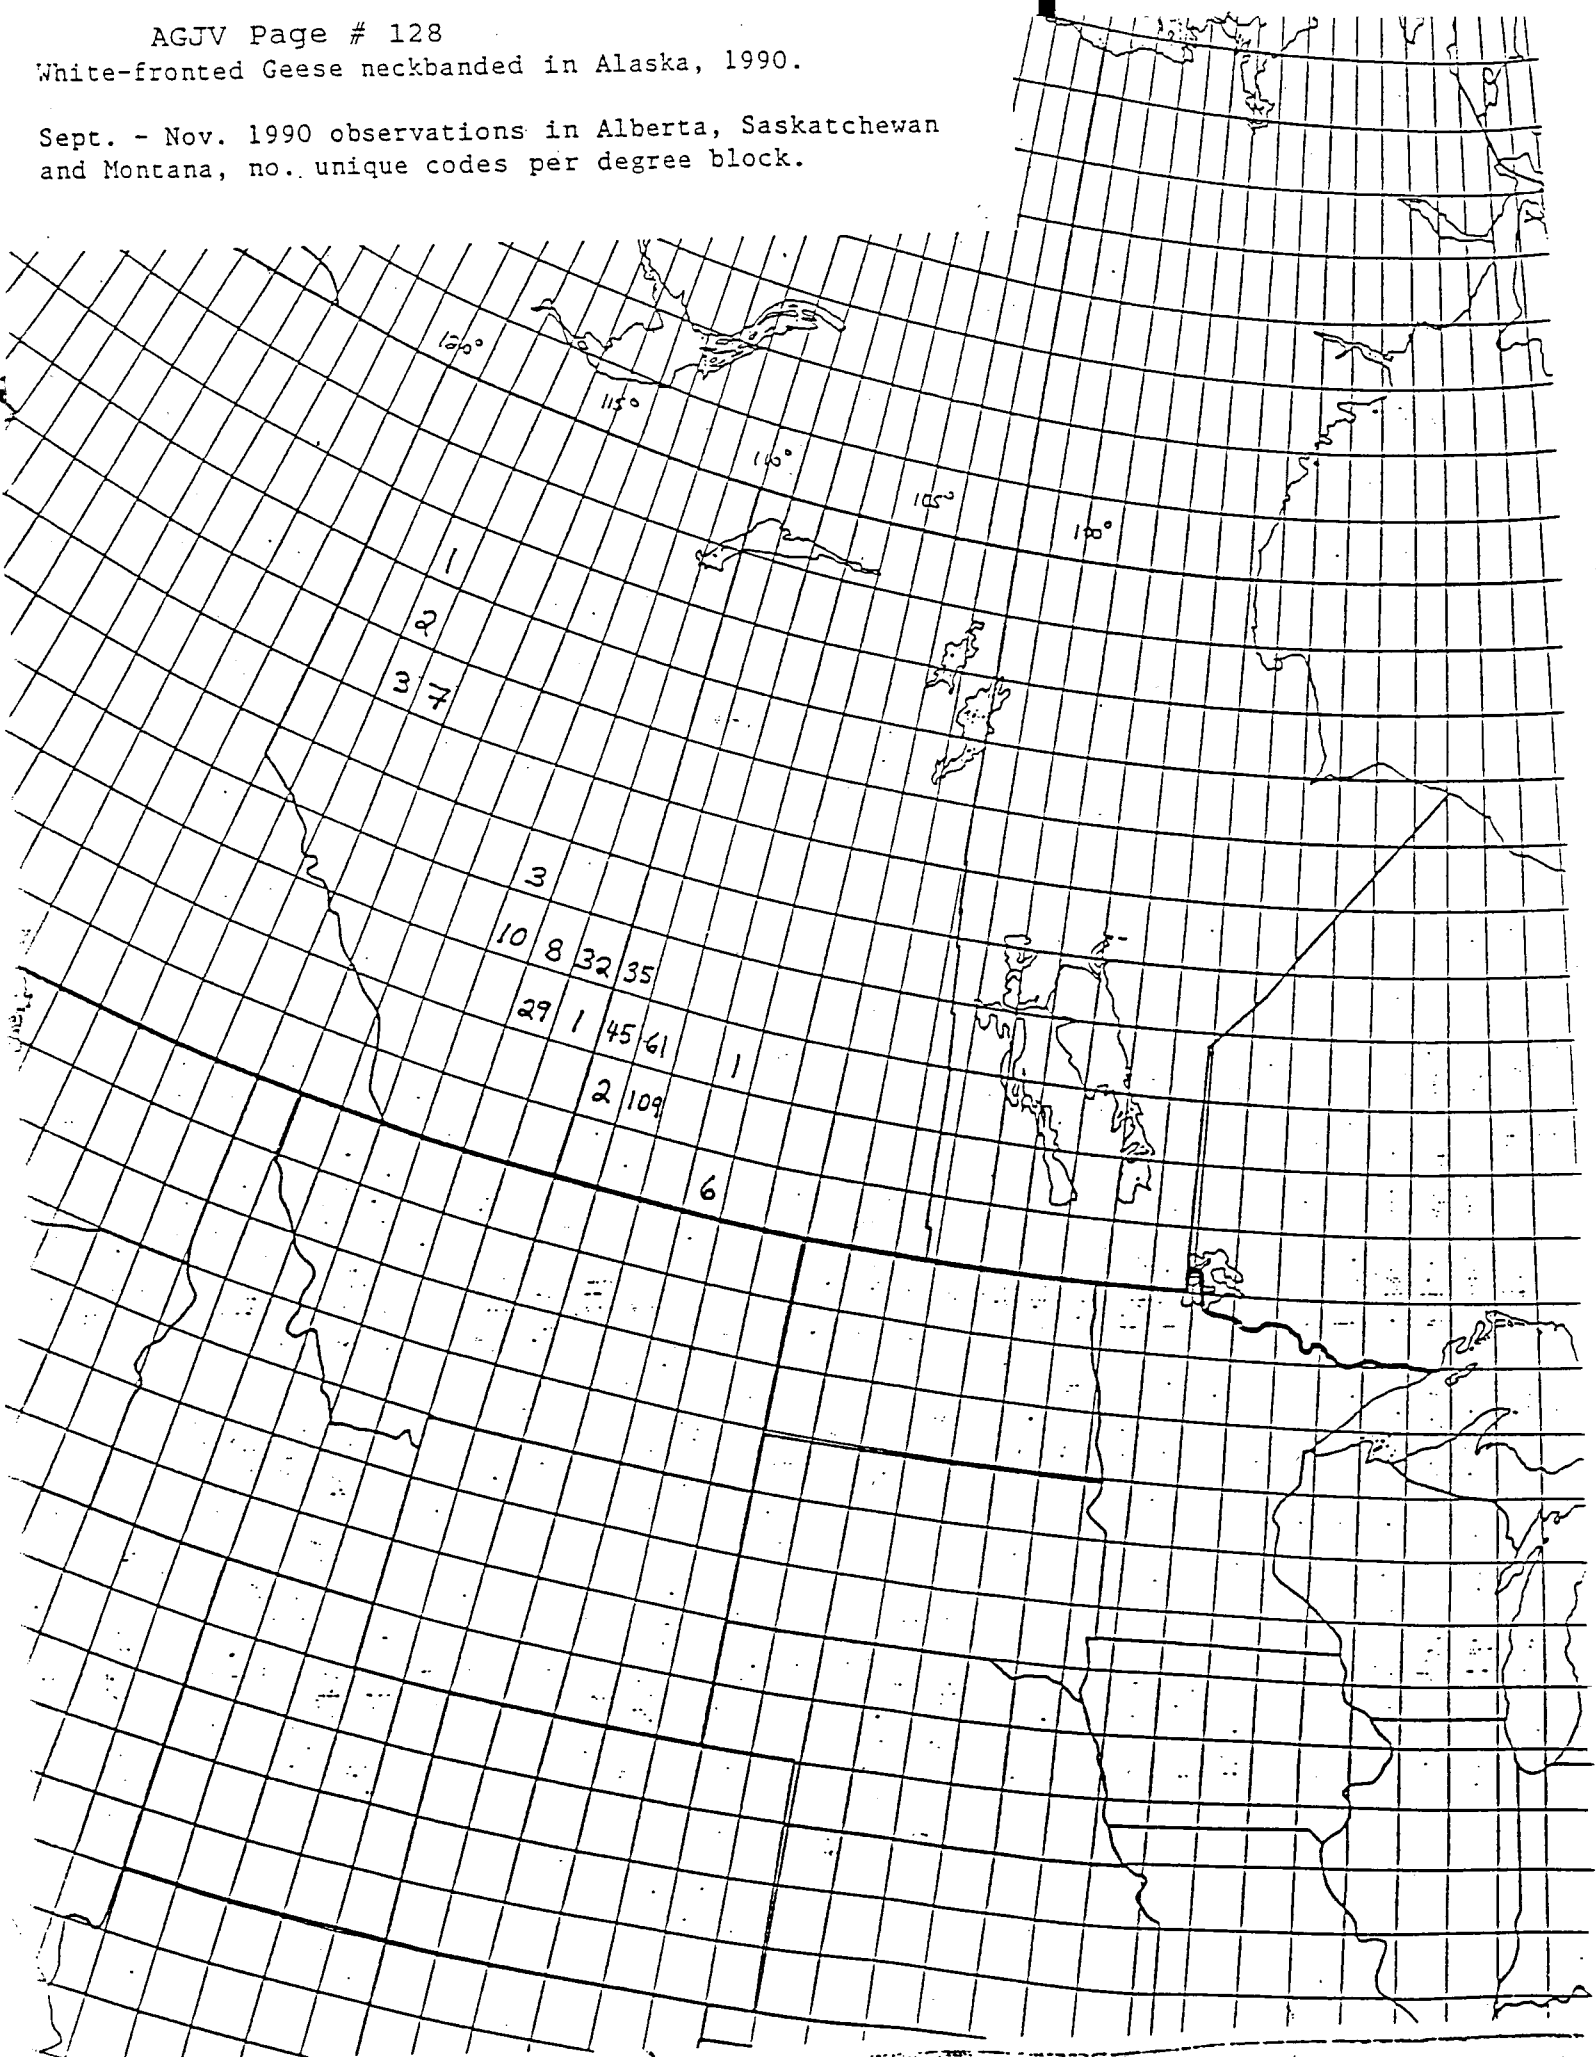 AGJV Page # 128
White-fronted Geese neckbanded in Alaska, 1990.
Sept. - Nov. 1990 observations in Alberta, Saskatchewan
and Montana, no. unique codes per degree block.
120°
115°
110°
105°
100°
1
2
3 7
3
10 8 32 35
29 1 45 61 1
2 109
6